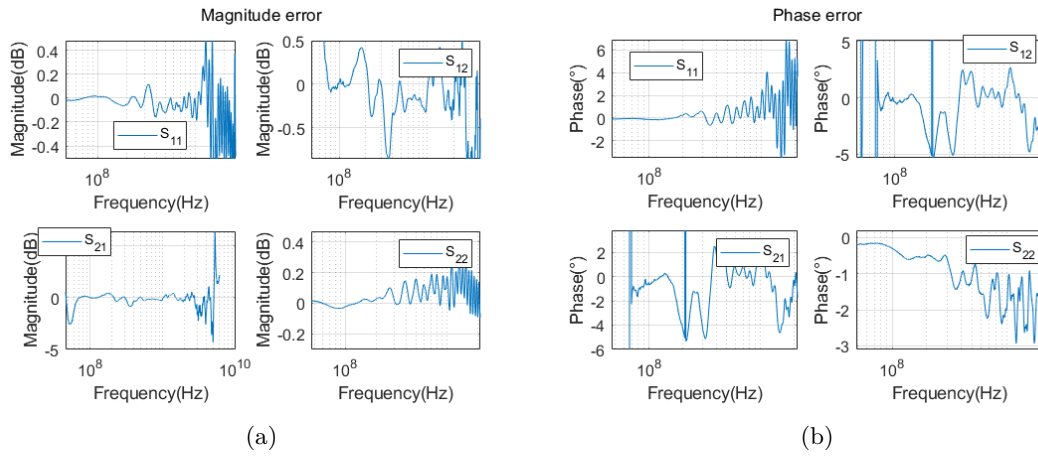 Magnitude error
Magnitude(dB)
0.4
0.2
0
-0.2
-0.4
S11
10^8
Frequency(Hz)
Magnitude(dB)
0.5
0
-0.5
S12
10^8
Frequency(Hz)
Magnitude(dB)
0
-5
S21
10^8
10^10
Frequency(Hz)
Magnitude(dB)
0.4
0.2
0
-0.2
S22
10^8
Frequency(Hz)
(a)
Phase error
Phase(°)
6
4
2
0
-2
S11
10^8
Frequency(Hz)
Phase(°)
5
0
-5
S12
10^8
Frequency(Hz)
Phase(°)
2
0
-2
-4
-6
S21
10^8
Frequency(Hz)
Phase(°)
0
-1
-2
-3
S22
10^8
Frequency(Hz)
(b)